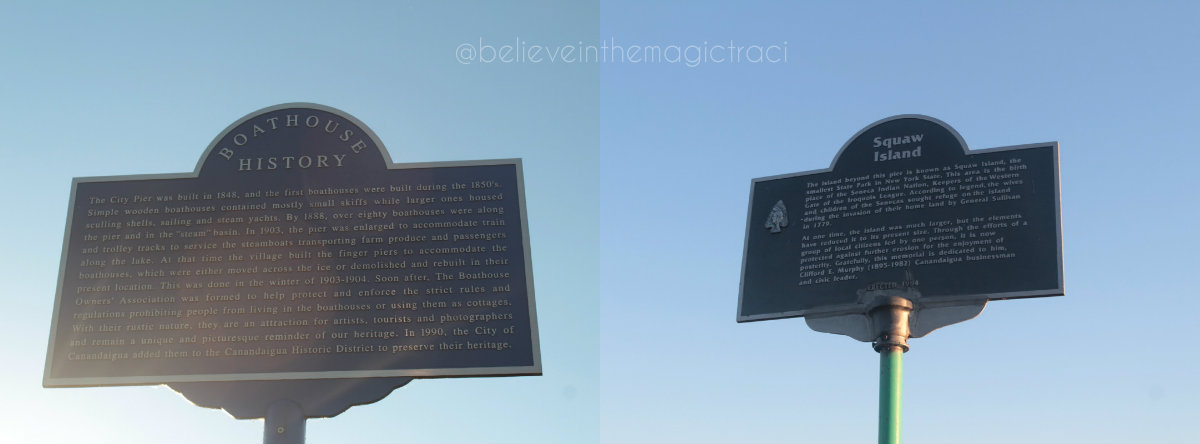 @believeinthemagictraci
BOATHOUSE
HISTORY
The City Pier was built in 1848, and the first boathouses were built during the 1850's.
Simple wooden boathouses contained mostly small skiffs while larger ones housed
sculling shells, sailing and steam yachts. By 1888, over eighty boathouses were along
the pier and in the "steam" basin. In 1903, the pier was enlarged to accommodate train
and trolley tracks to service the steamboats transporting farm produce and passengers
along the lake. At that time the village built the finger piers to accommodate the
boathouses, which were either moved across the ice or demolished and rebuilt in their
present location. This was done in the winter of 1903-1904. Soon after, The Boathouse
Owners' Association was formed to help protect and enforce the strict rules and
regulations prohibiting people from living in the boathouses or using them as cottages.
With their rustic nature, they are an attraction for artists, tourists and photographers
and remain a unique and picturesque reminder of our heritage. In 1990, the City of
Canandaigua added them to the Canandaigua Historic District to preserve their heritage.
Squaw
Island
The island beyond this pier is known as Squaw Island, the
smallest State Park in New York State. This area is the birth
place of the Seneca Indian Nation, Keepers of the Western
Gate of the Iroquois League. According to legend, the wives
and children of the Senecas sought refuge on the island
during the invasion of their home land by General Sullivan
in 1779.
At one time, the island was much larger, but the elements
have reduced it to its present size. Through the efforts of a
group of local citizens led by one person, it is now
protected against further erosion for the enjoyment of
posterity. Gratefully, this memorial is dedicated to him,
Clifford E. Murphy (1895-1982) Canandaigua businessman
and civic leader.
ERECTED 1984